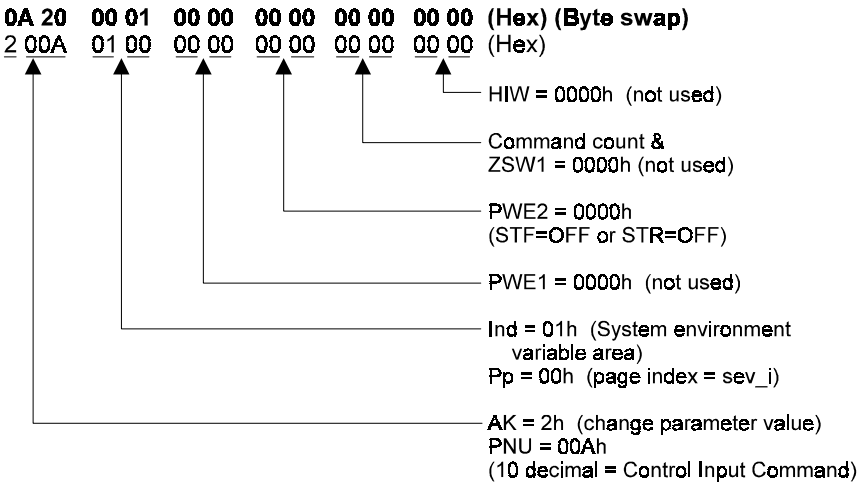 0A 20 00 01 00 00 00 00 00 00 00 00 (Hex) (Byte swap)
2 00A 01 00 00 00 00 00 00 00 00 00 (Hex)
HIW = 0000h (not used)
Command count &
ZSW1 = 0000h (not used)
PWE2 = 0000h
(STF=OFF or STR=OFF)
PWE1 = 0000h (not used)
Ind = 01h (System environment
variable area)
Pp = 00h (page index = sev_i)
AK = 2h (change parameter value)
PNU = 00Ah
(10 decimal = Control Input Command)